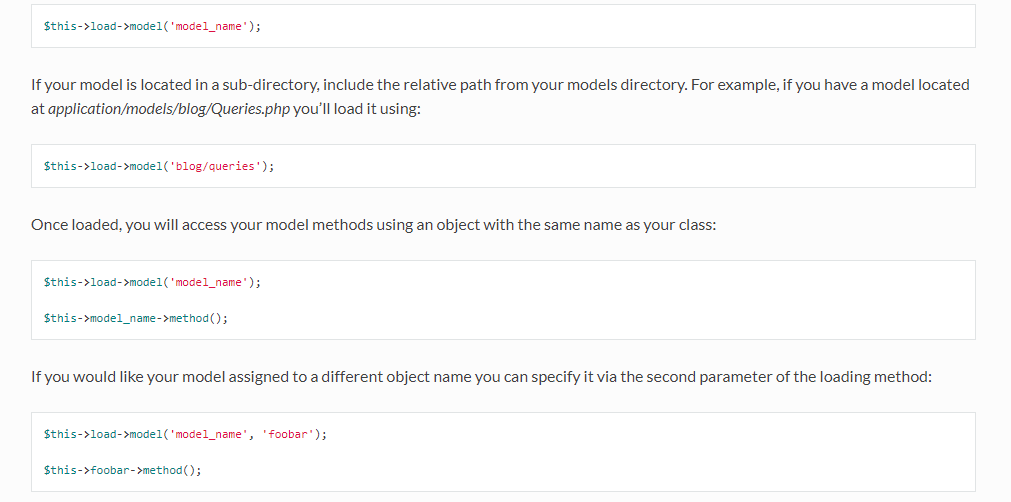 $this->load->model('model_name');
If your model is located in a sub-directory, include the relative path from your models directory. For example, if you have a model located
at application/models/blog/Queries.php you’ll load it using:
$this->load->model('blog/queries');
Once loaded, you will access your model methods using an object with the same name as your class:
$this->load->model('model_name');
$this->model_name->method();
If you would like your model assigned to a different object name you can specify it via the second parameter of the loading method:
$this->load->model('model_name', 'foobar');
$this->foobar->method();